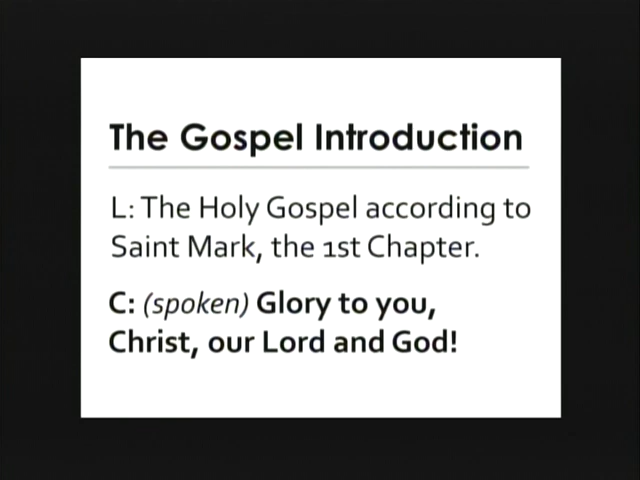 The Gospel Introduction
L: The Holy Gospel according to
Saint Mark, the 1st Chapter.
C: (spoken) Glory to you,
Christ, our Lord and God!